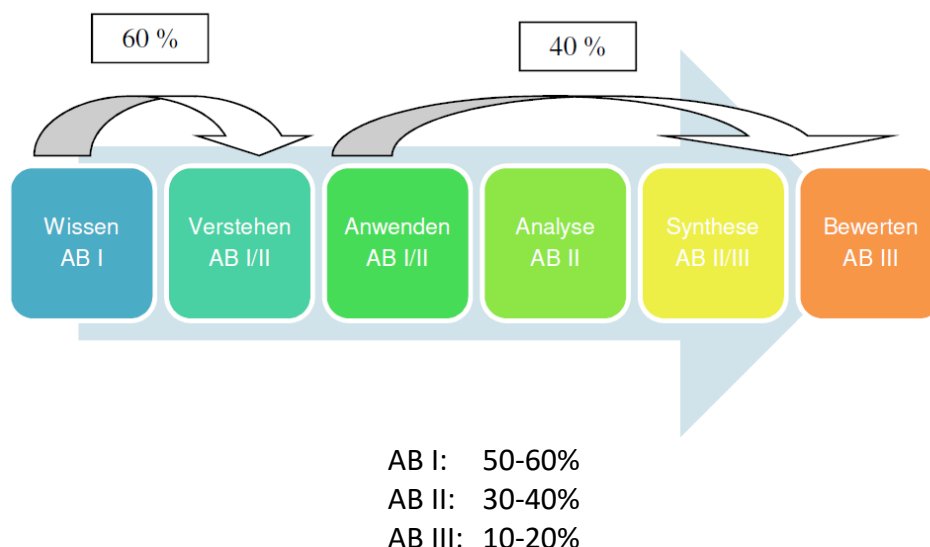 60 %
40 %
Wissen
AB I
Verstehen
AB I/II
Anwenden
AB I/II
Analyse
AB II
Synthese
AB II/III
Bewerten
AB III
AB I: 50-60%
AB II: 30-40%
AB III: 10-20%